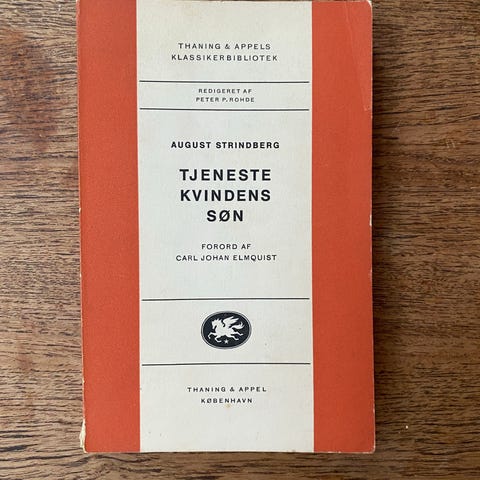 THANING & APPELS
KLASSIKERBIBLIOTEK
REDIGERET AF
PETER P. ROHDE
AUGUST STRINDBERG
TJENESTE
KVINDENS
SØN
FORORD AF
CARL JOHAN ELMQUIST
THANING & APPEL
KØBENHAVN